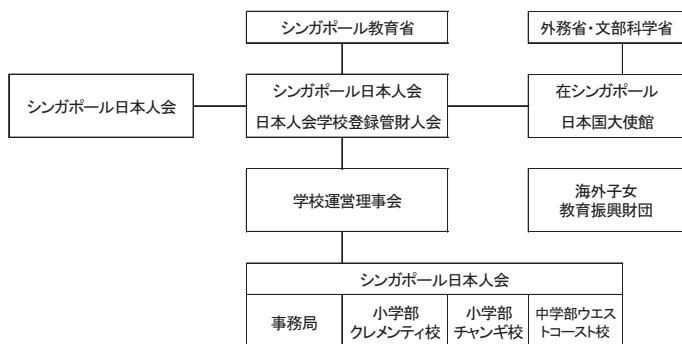 シンガポール教育省
外務省・文部科学省
シンガポール日本人会
シンガポール日本人会
日本人会学校登録管財人会
在シンガポール
日本国大使館
学校運営理事会
海外子女
教育振興財団
シンガポール日本人会
事務局
小学部
クレメンティ校
小学部
チャンギ校
中学部ウエス
トコースト校